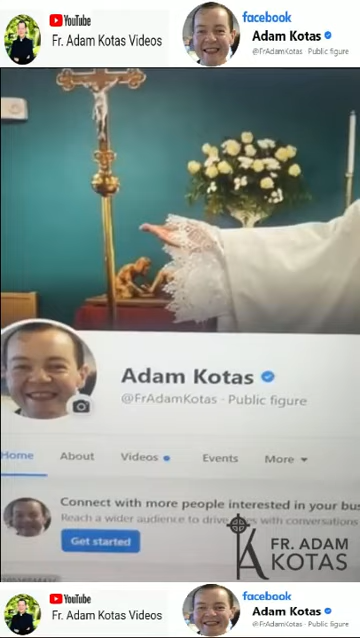 YouTube
Fr. Adam Kotas Videos
facebook
Adam Kotas
@FrAdamKotas · Public figure
Adam Kotas
@FrAdamKotas · Public figure
Home About Videos Events More
Connect with more people interested in your bus
Reach a wider audience to drive with conversations
Get started
FR. ADAM
KOTAS
YouTube
Fr. Adam Kotas Videos
facebook
Adam Kotas
@FrAdamKotas · Public figure